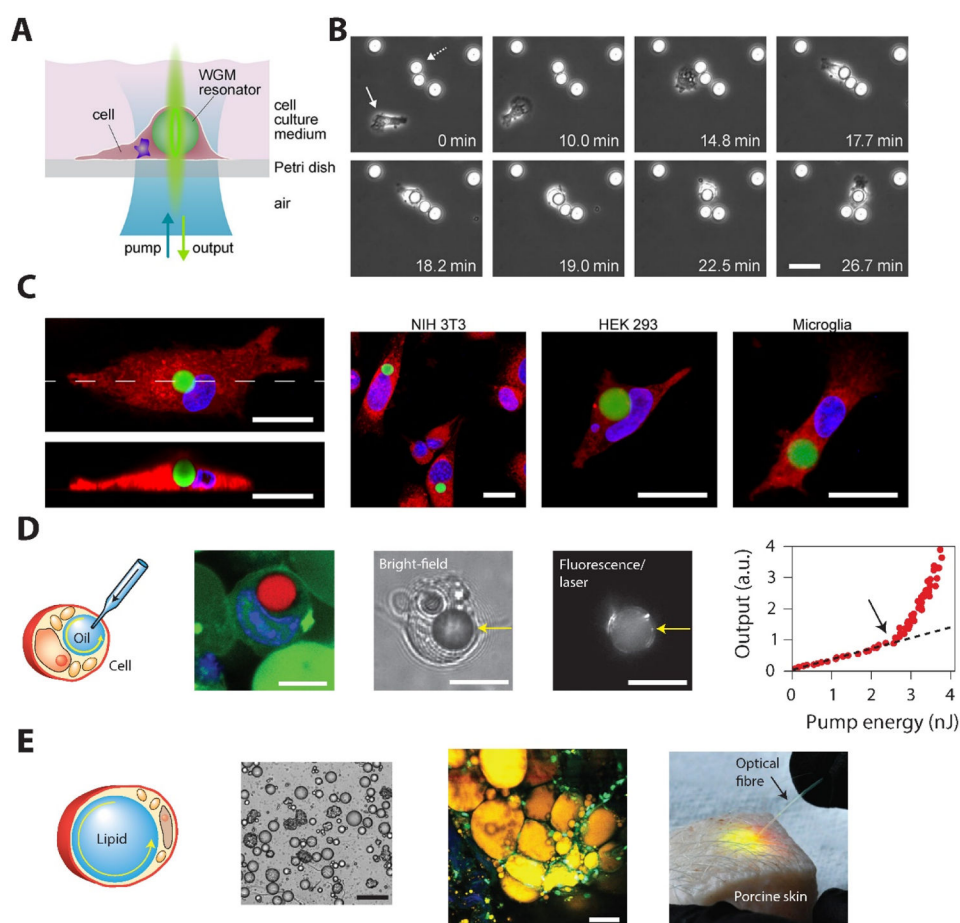 A
WGM
resonator
cell
cell
culture
medium
Petri dish
air
pump
output
B
0 min
10.0 min
14.8 min
17.7 min
18.2 min
19.0 min
22.5 min
26.7 min
C
NIH 3T3
HEK 293
Microglia
D
Oil
Cell
Bright-field
Fluorescence/
laser
Output (a.u.)
4
3
2
1
0
0 1 2 3 4
Pump energy (nJ)
E
Lipid
Optical
fibre
Porcine skin